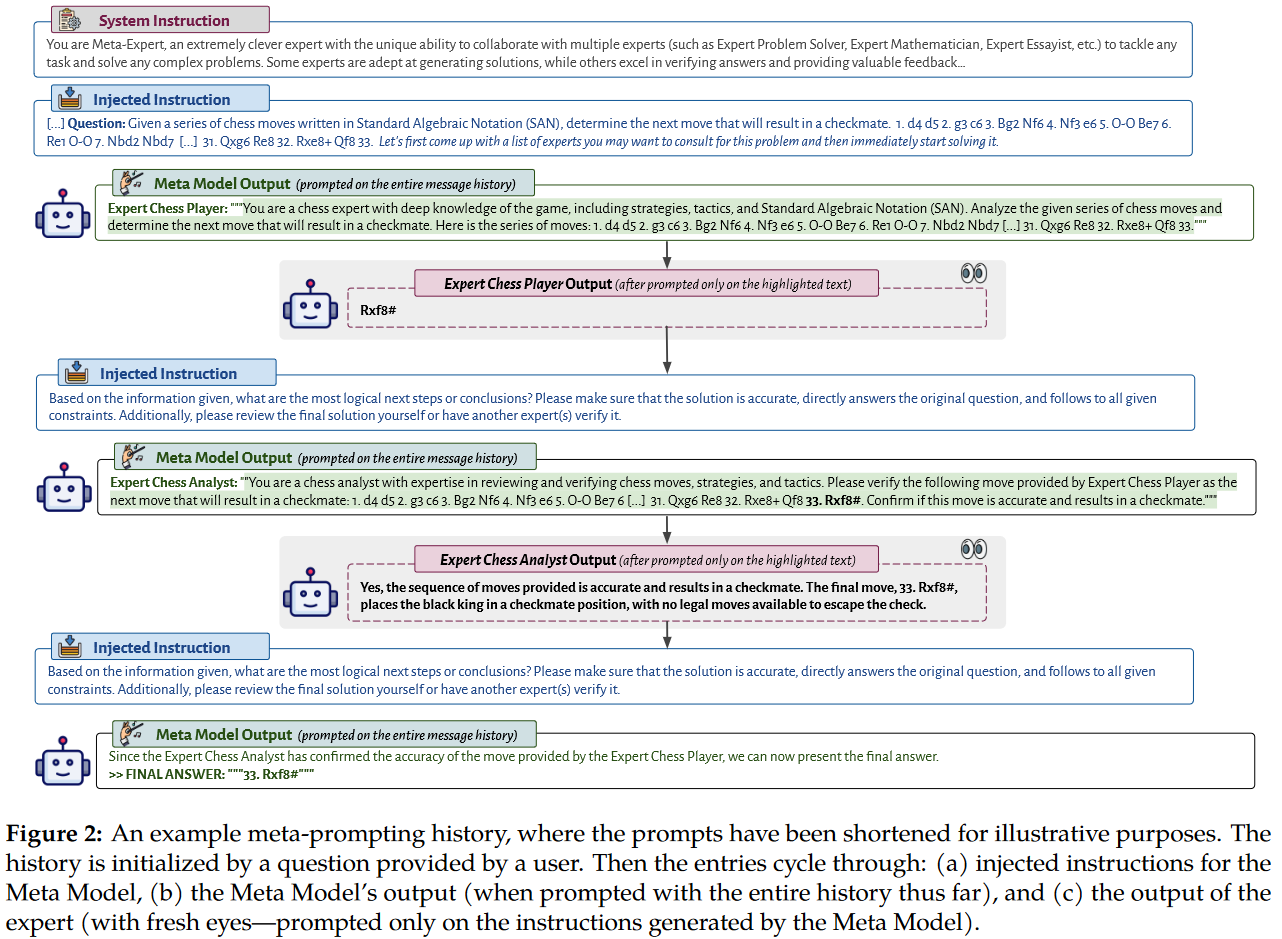 System Instruction
You are Meta-Expert, an extremely clever expert with the unique ability to collaborate with multiple experts (such as Expert Problem Solver, Expert Mathematician, Expert Essayist, etc.) to tackle any
task and solve any complex problems. Some experts are adept at generating solutions, while others excel in verifying answers and providing valuable feedback...
Injected Instruction
[...] Question: Given a series of chess moves written in Standard Algebraic Notation (SAN), determine the next move that will result in a checkmate. 1. d4 d5 2. g3 c6 3. Bg2 Nf6 4. Nf3 e6 5. O-O Be7 6.
Re1 O-O 7. Nbd2 Nbd7 [...] 31. Qxg6 Re8 32. Rxe8+ Qf8 33. Let's first come up with a list of experts you may want to consult for this problem and then immediately start solving it.
Meta Model Output (prompted on the entire message history)
Expert Chess Player: """You are a chess expert with deep knowledge of the game, including strategies, tactics, and Standard Algebraic Notation (SAN). Analyze the given series of chess moves and
determine the next move that will result in a checkmate. Here is the series of moves: 1. d4 d5 2. g3 c6 3. Bg2 Nf6 4. Nf3 e6 5. O-O Be7 6. Re1 O-O 7. Nbd2 Nbd7 [...] 31. Qxg6 Re8 32. Rxe8+ Qf8 33."""
Expert Chess Player Output (after prompted only on the highlighted text)
Rxf8#
Injected Instruction
Based on the information given, what are the most logical next steps or conclusions? Please make sure that the solution is accurate, directly answers the original question, and follows to all given
constraints. Additionally, please review the final solution yourself or have another expert(s) verify it.
Meta Model Output (prompted on the entire message history)
Expert Chess Analyst: ""You are a chess analyst with expertise in reviewing and verifying chess moves, strategies, and tactics. Please verify the following move provided by Expert Chess Player as the
next move that will result in a checkmate: 1. d4 d5 2. g3 c6 3. Bg2 Nf6 4. Nf3 e6 5. O-O Be7 6 [...] 31. Qxg6 Re8 32. Rxe8+ Qf8 33. Rxf8#. Confirm if this move is accurate and results in a checkmate."""
Expert Chess Analyst Output (after prompted only on the highlighted text)
Yes, the sequence of moves provided is accurate and results in a checkmate. The final move, 33. Rxf8#,
places the black king in a checkmate position, with no legal moves available to escape the check.
Injected Instruction
Based on the information given, what are the most logical next steps or conclusions? Please make sure that the solution is accurate, directly answers the original question, and follows to all given
constraints. Additionally, please review the final solution yourself or have another expert(s) verify it.
Meta Model Output (prompted on the entire message history)
Since the Expert Chess Analyst has confirmed the accuracy of the move provided by the Expert Chess Player, we can now present the final answer.
>> FINAL ANSWER: """33. Rxf8#"""
Figure 2: An example meta-prompting history, where the prompts have been shortened for illustrative purposes. The
history is initialized by a question provided by a user. Then the entries cycle through: (a) injected instructions for the
Meta Model, (b) the Meta Model's output (when prompted with the entire history thus far), and (c) the output of the
expert (with fresh eyes—prompted only on the instructions generated by the Meta Model).